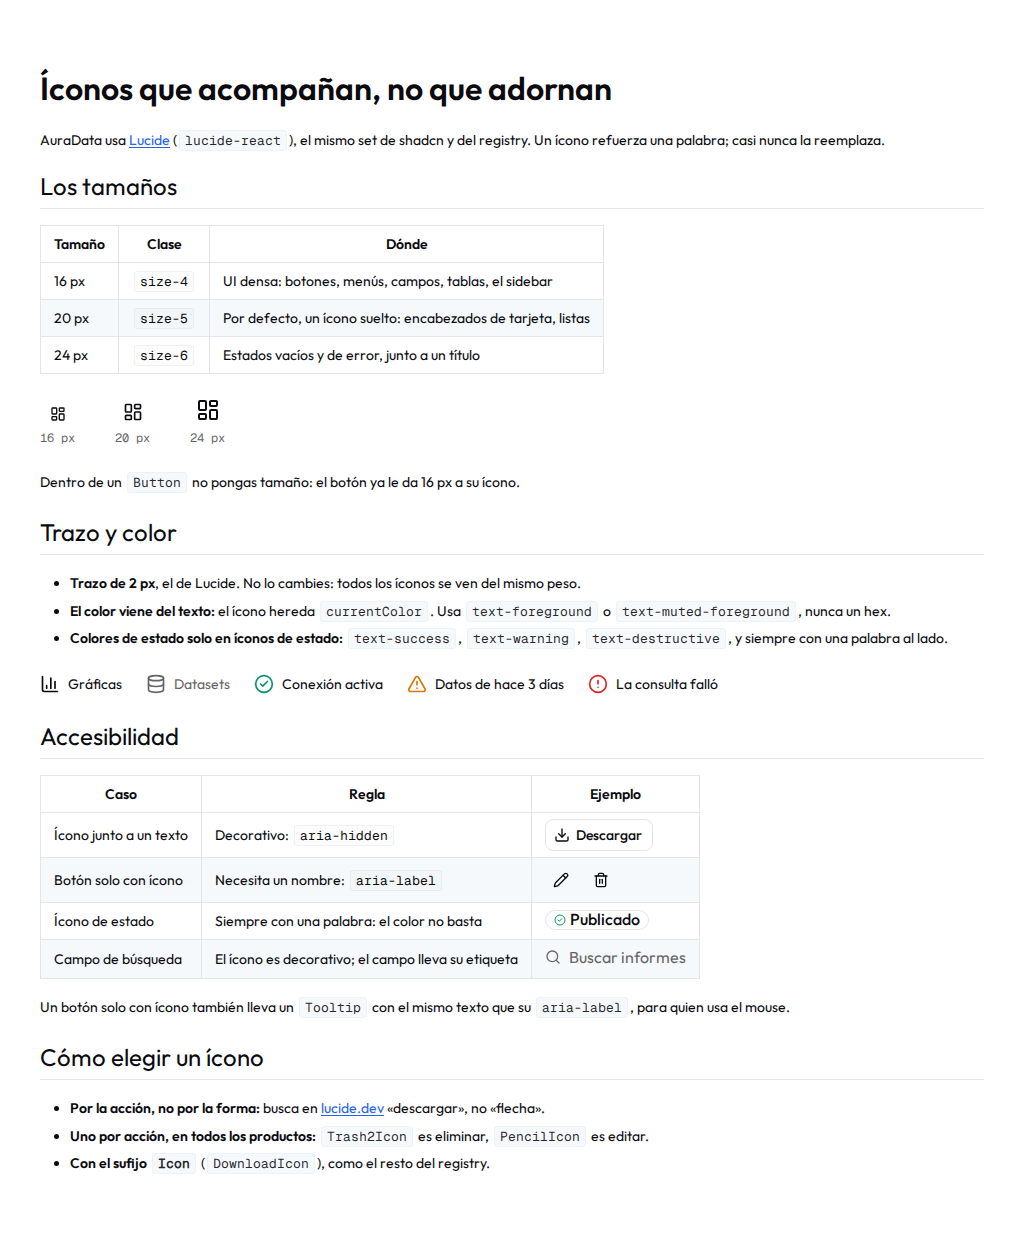 Íconos que acompañan, no que adornan
AuraData usa Lucide ( lucide-react ), el mismo set de shadcn y del registry. Un ícono refuerza una palabra; casi nunca la reemplaza.
Los tamaños
Tamaño Clase Dónde
16 px size-4 UI densa: botones, menús, campos, tablas, el sidebar
20 px size-5 Por defecto, un ícono suelto: encabezados de tarjeta, listas
24 px size-6 Estados vacíos y de error, junto a un título
16 px 20 px 24 px
Dentro de un Button no pongas tamaño: el botón ya le da 16 px a su ícono.
Trazo y color
Trazo de 2 px, el de Lucide. No lo cambies: todos los íconos se ven del mismo peso.
El color viene del texto: el ícono hereda currentColor . Usa text-foreground o text-muted-foreground , nunca un hex.
Colores de estado solo en íconos de estado: text-success , text-warning , text-destructive , y siempre con una palabra al lado.
Gráficas Datasets Conexión activa Datos de hace 3 días La consulta falló
Accesibilidad
Caso Regla Ejemplo
Ícono junto a un texto Decorativo: aria-hidden Descargar
Botón solo con ícono Necesita un nombre: aria-label
Ícono de estado Siempre con una palabra: el color no basta Publicado
Campo de búsqueda El ícono es decorativo; el campo lleva su etiqueta Buscar informes
Un botón solo con ícono también lleva un Tooltip con el mismo texto que su aria-label , para quien usa el mouse.
Cómo elegir un ícono
Por la acción, no por la forma: busca en lucide.dev «descargar», no «flecha».
Uno por acción, en todos los productos: Trash2Icon es eliminar, PencilIcon es editar.
Con el sufijo Icon ( DownloadIcon ), como el resto del registry.